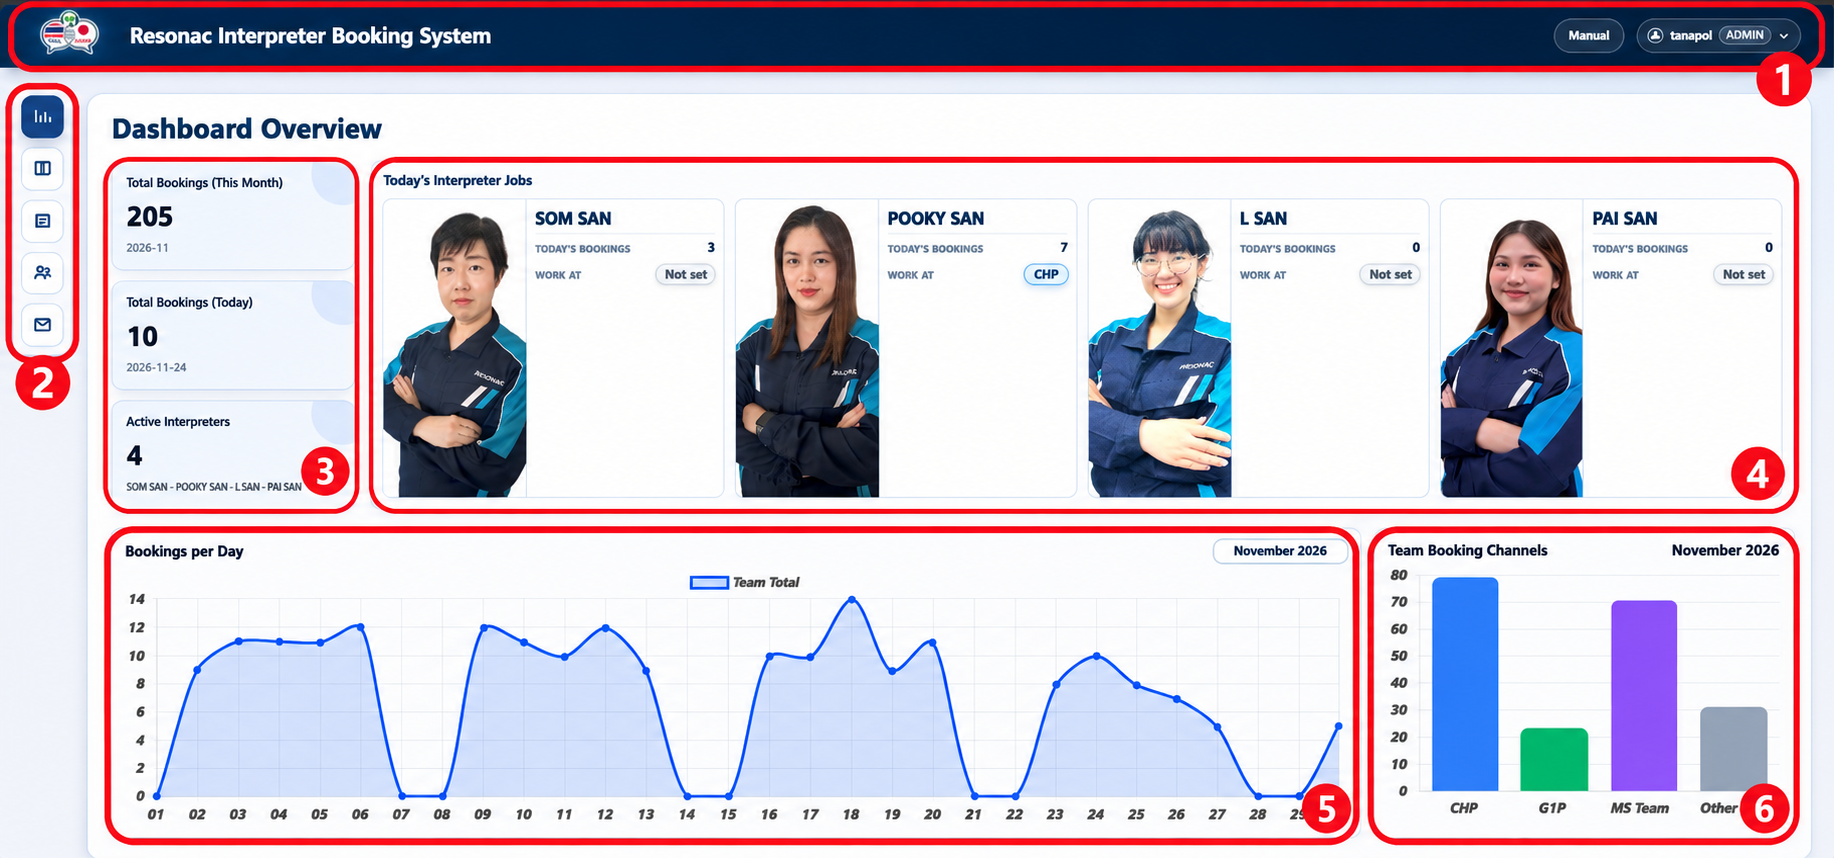 Resonac Interpreter Booking System
Manual
tanapol ADMIN
1
2
Dashboard Overview
Total Bookings (This Month)
205
2026-11
Total Bookings (Today)
10
2026-11-24
Active Interpreters
4
SOM SAN - POOKY SAN - L SAN - PAI SAN
3
Today's Interpreter Jobs
SOM SAN
TODAY'S BOOKINGS 3
WORK AT Not set
POOKY SAN
TODAY'S BOOKINGS 7
WORK AT CHP
L SAN
TODAY'S BOOKINGS 0
WORK AT Not set
PAI SAN
TODAY'S BOOKINGS 0
WORK AT Not set
RESONAC
4
Bookings per Day
November 2026
Team Total
14
12
10
8
6
4
2
0
01 02 03 04 05 06 07 08 09 10 11 12 13 14 15 16 17 18 19 20 21 22 23 24 25 26 27 28
5
Team Booking Channels
November 2026
80
70
60
50
40
30
20
10
0
CHP G1P MS Team Other
6